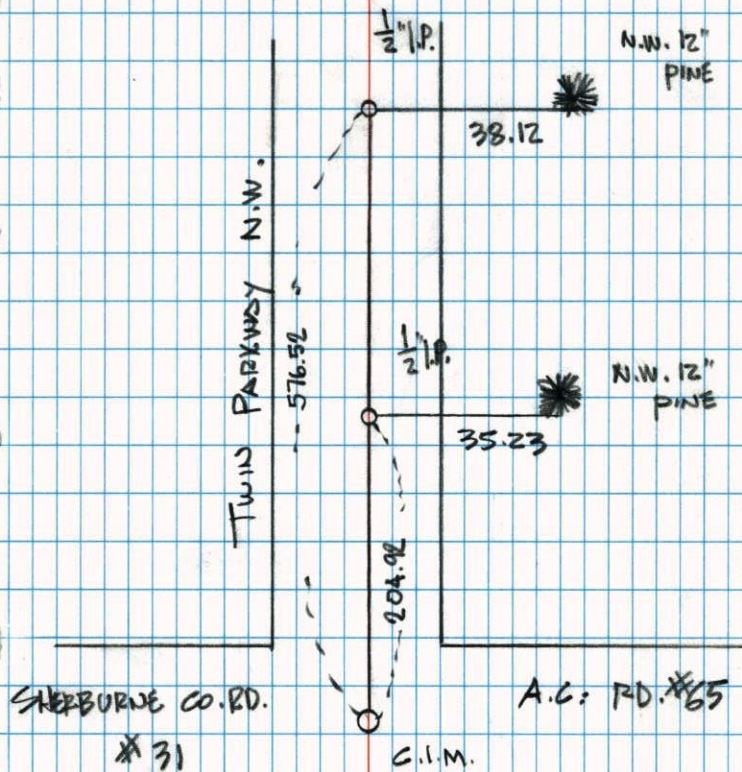 1/2" I.P.
N.W. 12"
PINE
38.12
TWIN PARKWAY N.W.
576.52
1/2" I.P.
N.W. 12"
PINE
35.23
204.92
SHERBURNE CO. RD.
# 31
A.C. RD. #65
C.I.M.